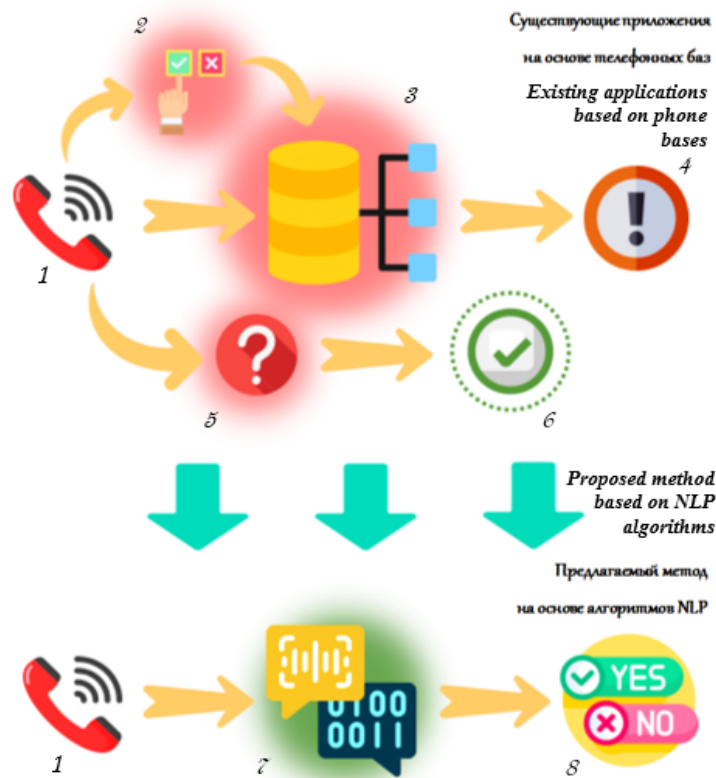 2
Существующие приложения
на основе телефонных баз
3
Existing applications
based on phone
bases
4
1
5
6
Proposed method
based on NLP
algorithms
Предлагаемый метод
на основе алгоритмов NLP
YES
NO
0100
0011
1
7
8